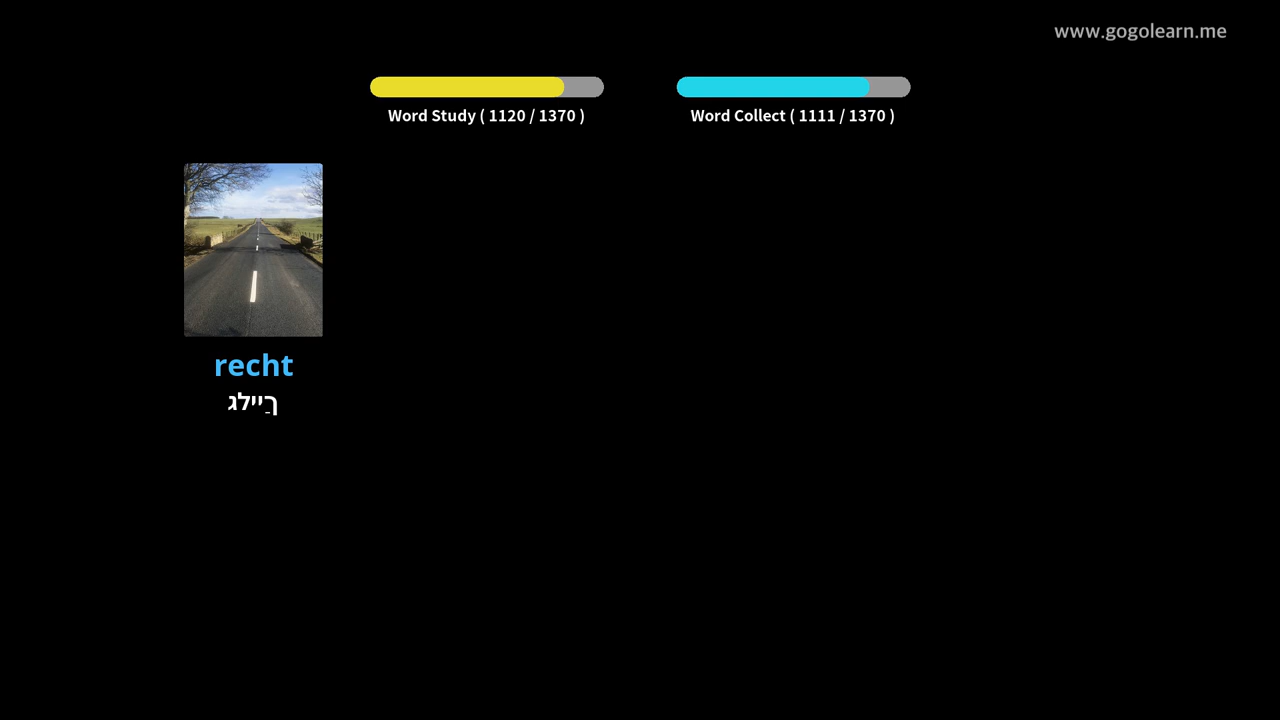 www.gogolearn.me
Word Study ( 1120 / 1370 )
Word Collect ( 1111 / 1370 )
recht
ךַיילג